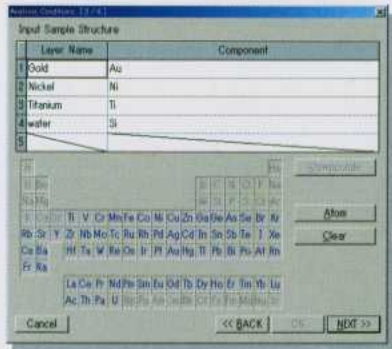 Analysis Conditions [3/4]
Input Sample Structure
Layer Name Component
1 Gold Au
2 Nickel Ni
3 Titanium Ti
4 wafer Si
5
Ti V Cr Mn Fe Co Ni Cu Zn Ga Ge As Se Br Kr
Rb Sr Y Zr Nb Mo Tc Ru Rh Pd Ag Cd In Sn Sb Te I Xe
Cs Ba Hf Ta W Re Os Ir Pt Au Hg Tl Pb Bi Po At Rn
Fr Ra
La Ce Pr Nd Pm Sm Eu Gd Tb Dy Ho Er Tm Yb Lu
Ac Th Pa U
Atom
Clear
Cancel << BACK OK NEXT >>